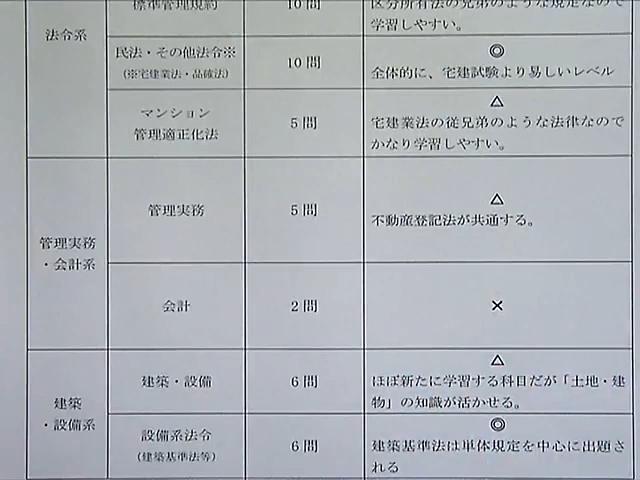 標準管理規約
10 問
区分所有法の兄弟のような規定なので
学習しやすい。
法令系
民法・その他法令※
(※宅建業法・品確法)
10 問
◎
全体的に、宅建試験より易しいレベル
マンション
管理適正化法
5 問
△
宅建業法の従兄弟のような法律なので
かなり学習しやすい。
管理実務
・会計系
管理実務
5 問
△
不動産登記法が共通する。
会計
2 問
×
建築
・設備系
建築・設備
6 問
△
ほぼ新たに学習する科目だが「土地・建
物」の知識が活かせる。
設備系法令
(建築基準法等)
6 問
◎
建築基準法は単体規定を中心に出題さ
れる